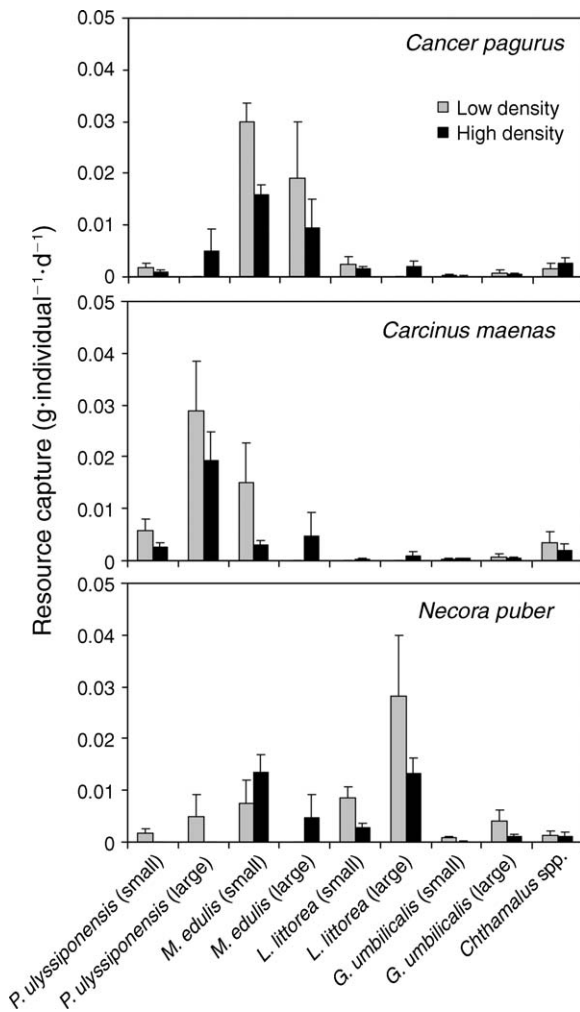 0.05
0.04
0.03
0.02
0.01
0
Cancer pagurus
Low density
High density
0.05
0.04
0.03
0.02
0.01
0
Carcinus maenas
0.05
0.04
0.03
0.02
0.01
0
Necora puber
Resource capture (g·individual⁻¹·d⁻¹)
P. ulyssiponensis (small)
P. ulyssiponensis (large)
M. edulis (small)
M. edulis (large)
L. littorea (small)
L. littorea (large)
G. umbilicalis (small)
G. umbilicalis (large)
Chthamalus spp.